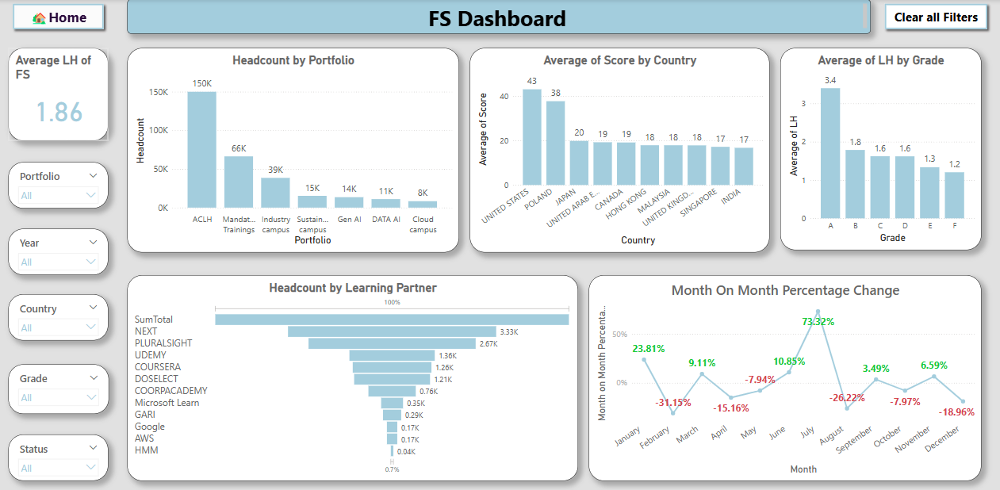 Home
FS Dashboard
Clear all Filters
Average LH of
FS
1.86
Portfolio
All
Year
All
Country
All
Grade
All
Status
All
Headcount by Portfolio
Headcount
150K
100K
50K
0K
150K
66K
39K
15K
14K
11K
8K
ACLH
Mandat...
Trainings
Industry
campus
Sustain...
campus
Gen AI
DATA AI
Cloud
campus
Portfolio
Average of Score by Country
Average of Score
40
20
0
43
38
20
19
19
18
18
18
17
17
UNITED STATES
POLAND
JAPAN
UNITED ARAB E...
CANADA
HONG KONG
MALAYSIA
UNITED KINGD...
SINGAPORE
INDIA
Country
Average of LH by Grade
Average of LH
3
2
1
0
3.4
1.8
1.6
1.6
1.3
1.2
A
B
C
D
E
F
Grade
Headcount by Learning Partner
100%
SumTotal
NEXT 3.33K
PLURALSIGHT 2.67K
UDEMY 1.36K
COURSERA 1.26K
DOSELECT 1.21K
COORPACADEMY 0.76K
Microsoft Learn 0.35K
GARI 0.29K
Google 0.17K
AWS 0.17K
HMM 0.04K
0.7%
Month On Month Percentage Change
Month on Month Percenta...
50%
0%
23.81%
-31.15%
9.11%
-15.16%
-7.94%
10.85%
73.32%
-26.22%
3.49%
-7.97%
6.59%
-18.96%
January
February
March
April
May
June
July
August
September
October
November
December
Month